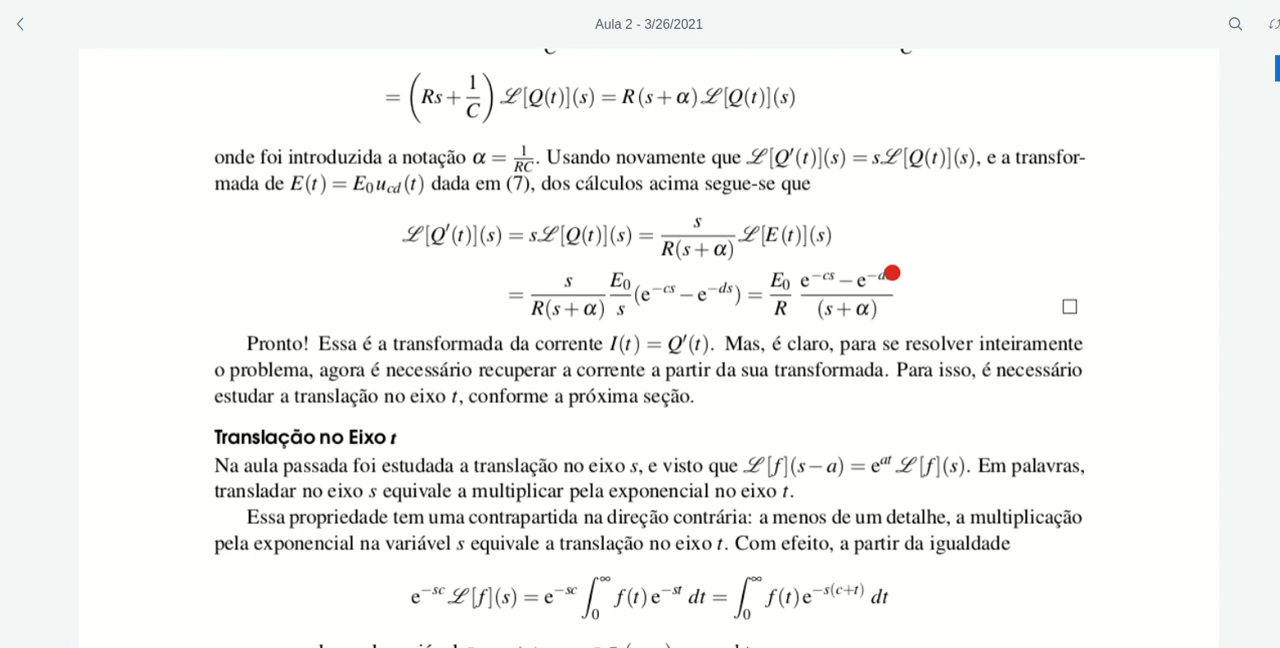 Aula 2 - 3/26/2021
= (Rs + 1/C) ℒ[Q(t)](s) = R(s+α) ℒ[Q(t)](s)
onde foi introduzida a notação α = 1/RC. Usando novamente que ℒ[Q′(t)](s) = sℒ[Q(t)](s), e a transfor-
mada de E(t) = E₀u_cd(t) dada em (7), dos cálculos acima segue-se que
ℒ[Q′(t)](s) = sℒ[Q(t)](s) = s/R(s+α) ℒ[E(t)](s)
= s/R(s+α) E₀/s (e^−cs − e^−ds) = E₀/R e^−cs − e^−d/(s+α) □
Pronto! Essa é a transformada da corrente I(t) = Q′(t). Mas, é claro, para se resolver inteiramente
o problema, agora é necessário recuperar a corrente a partir da sua transformada. Para isso, é necessário
estudar a translação no eixo t, conforme a próxima seção.
Translação no Eixo t
Na aula passada foi estudada a translação no eixo s, e visto que ℒ[f](s−a) = e^at ℒ[f](s). Em palavras,
transladar no eixo s equivale a multiplicar pela exponencial no eixo t.
Essa propriedade tem uma contrapartida na direção contrária: a menos de um detalhe, a multiplicação
pela exponencial na variável s equivale a translação no eixo t. Com efeito, a partir da igualdade
e^−sc ℒ[f](s) = e^−sc ∫₀^∞ f(t) e^−st dt = ∫₀^∞ f(t) e^−s(c+t) dt